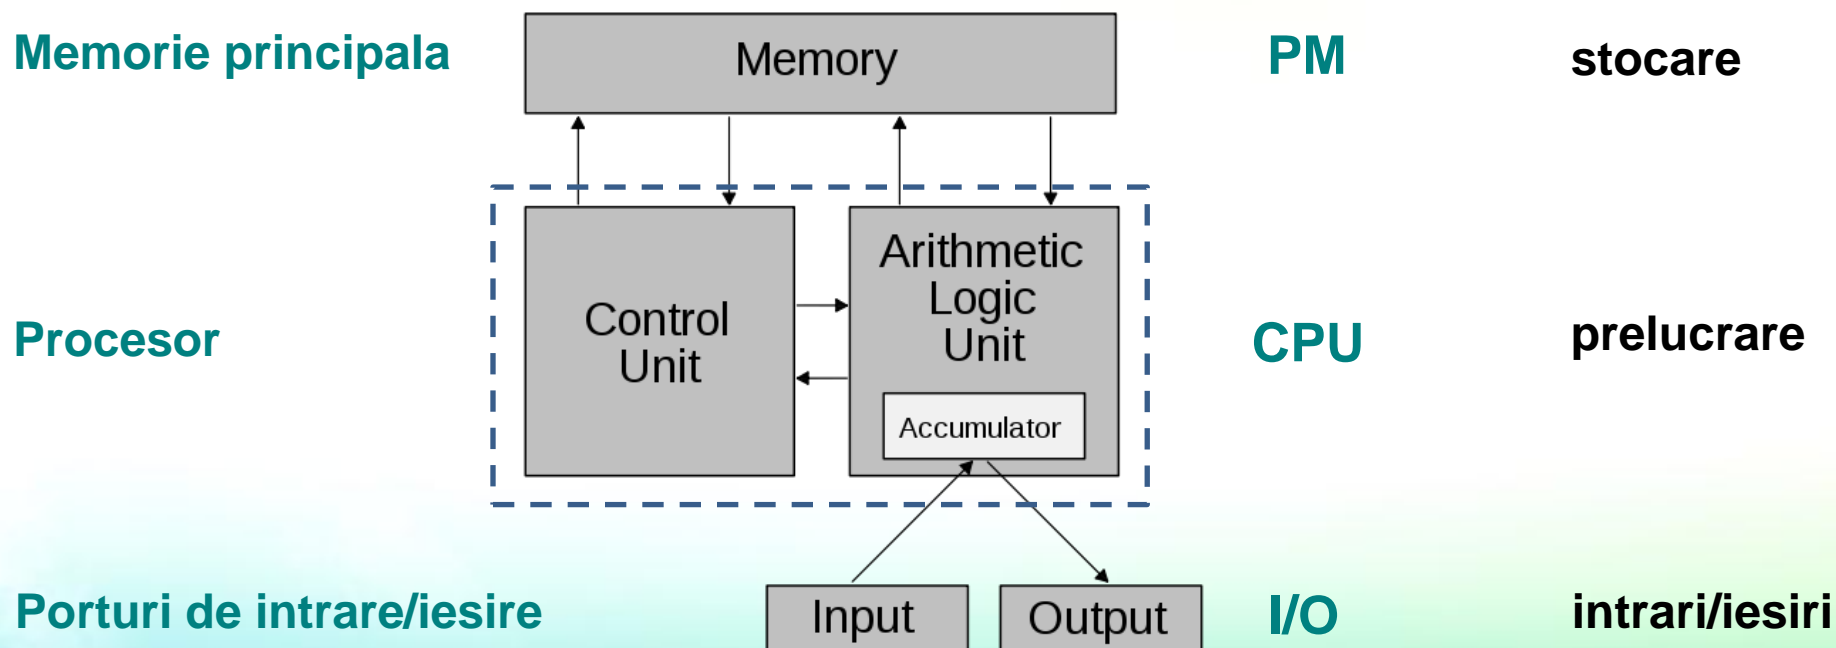 Memorie principala
Memory
PM
stocare
Procesor
Control
Unit
Arithmetic
Logic
Unit
Accumulator
CPU
prelucrare
Porturi de intrare/iesire
Input
Output
I/O
intrari/iesiri